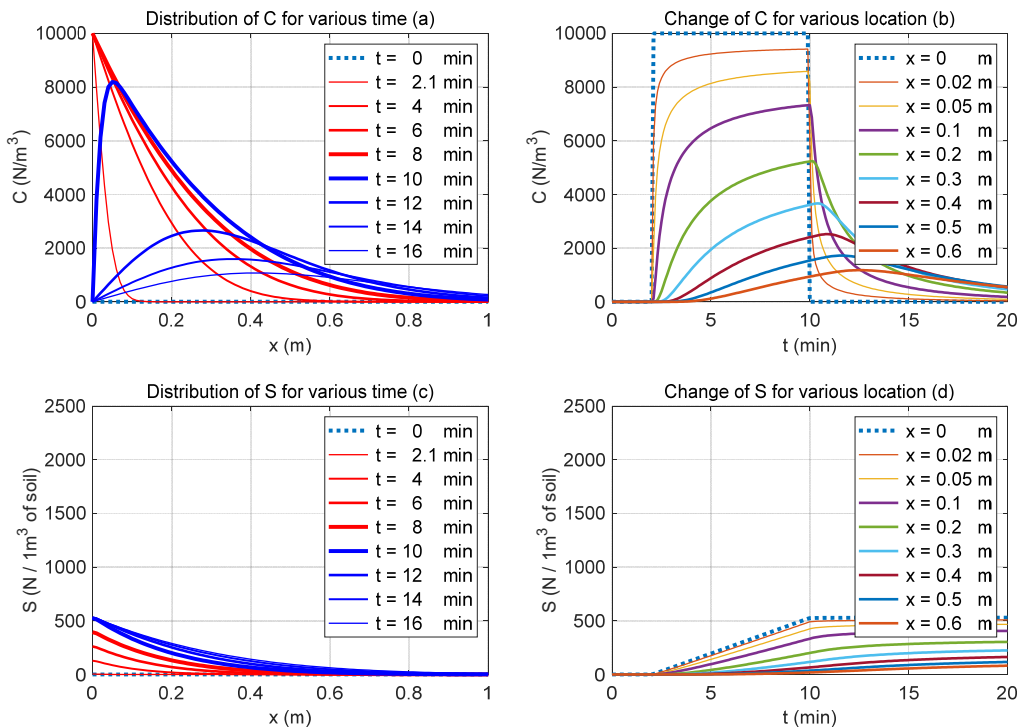 Distribution of C for various time (a)
10000
8000
6000
4000
2000
0
C (N/m³)
0
0.2
0.4
0.6
0.8
1
x (m)
t = 0 min
t = 2.1 min
t = 4 min
t = 6 min
t = 8 min
t = 10 min
t = 12 min
t = 14 min
t = 16 min
Change of C for various location (b)
10000
8000
6000
4000
2000
0
C (N/m³)
0
5
10
15
20
t (min)
x = 0 m
x = 0.02 m
x = 0.05 m
x = 0.1 m
x = 0.2 m
x = 0.3 m
x = 0.4 m
x = 0.5 m
x = 0.6 m
Distribution of S for various time (c)
2500
2000
1500
1000
500
0
S (N / 1m³ of soil)
0
0.2
0.4
0.6
0.8
1
x (m)
t = 0 min
t = 2.1 min
t = 4 min
t = 6 min
t = 8 min
t = 10 min
t = 12 min
t = 14 min
t = 16 min
Change of S for various location (d)
2500
2000
1500
1000
500
0
S (N / 1m³ of soil)
0
5
10
15
20
t (min)
x = 0 m
x = 0.02 m
x = 0.05 m
x = 0.1 m
x = 0.2 m
x = 0.3 m
x = 0.4 m
x = 0.5 m
x = 0.6 m